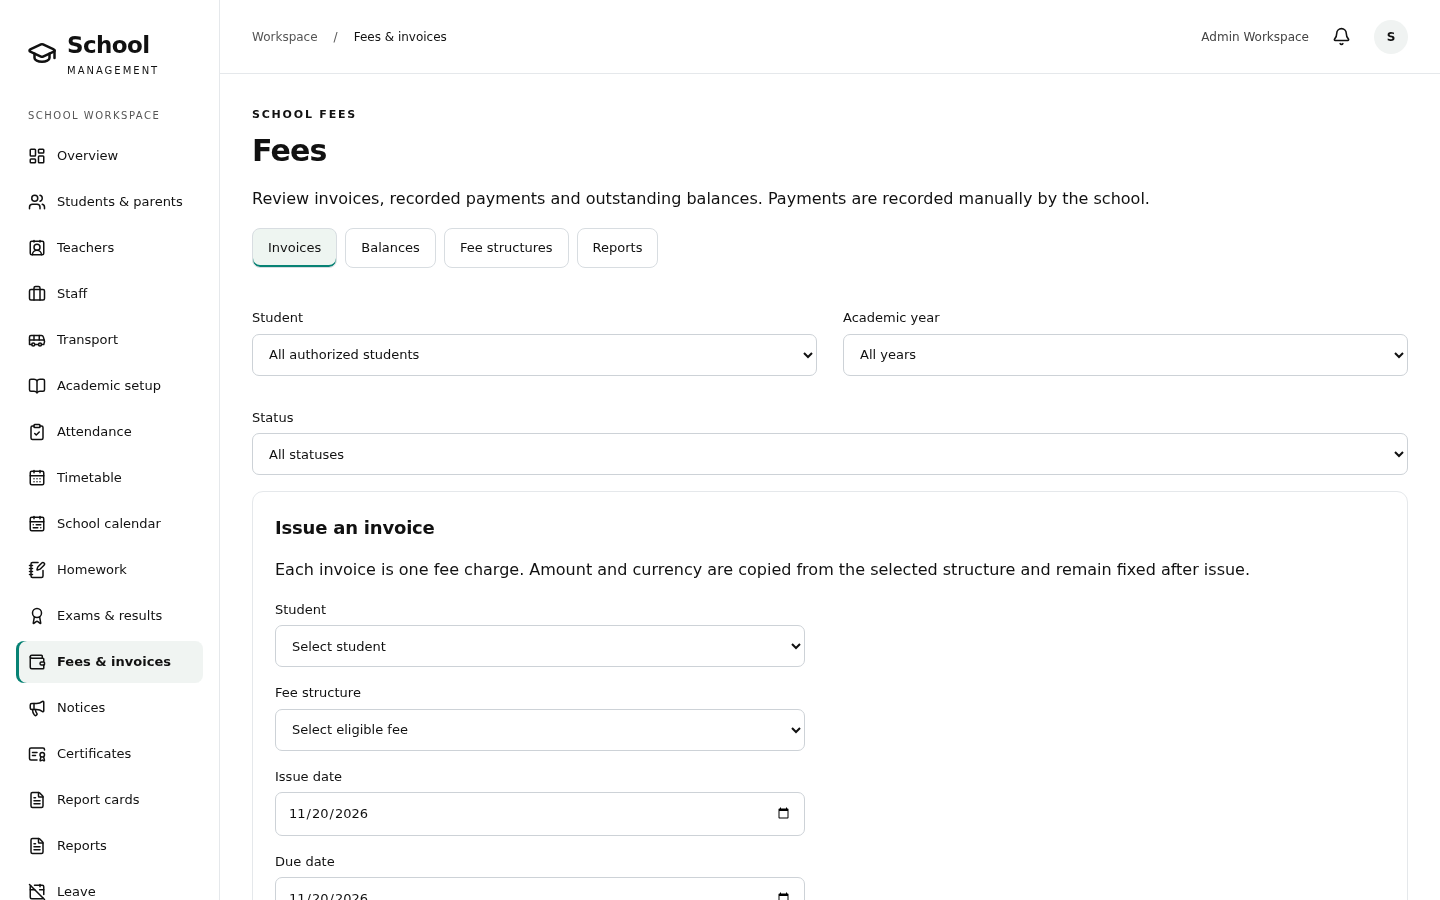 School
MANAGEMENT
SCHOOL WORKSPACE
Overview
Students & parents
Teachers
Staff
Transport
Academic setup
Attendance
Timetable
School calendar
Homework
Exams & results
Fees & invoices
Notices
Certificates
Report cards
Reports
Leave
Workspace / Fees & invoices
Admin Workspace
S
SCHOOL FEES
Fees
Review invoices, recorded payments and outstanding balances. Payments are recorded manually by the school.
Invoices Balances Fee structures Reports
Student
All authorized students
Academic year
All years
Status
All statuses
Issue an invoice
Each invoice is one fee charge. Amount and currency are copied from the selected structure and remain fixed after issue.
Student
Select student
Fee structure
Select eligible fee
Issue date
11/20/2026
Due date
11/20/2026